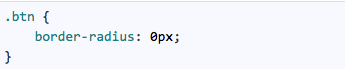 .btn {
    border-radius: 0px;
}